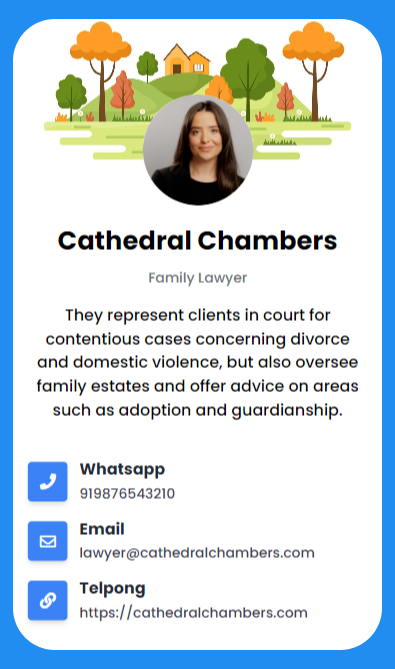 Cathedral Chambers
Family Lawyer
They represent clients in court for
contentious cases concerning divorce
and domestic violence, but also oversee
family estates and offer advice on areas
such as adoption and guardianship.
Whatsapp
919876543210
Email
lawyer@cathedralchambers.com
Telpong
https://cathedralchambers.com